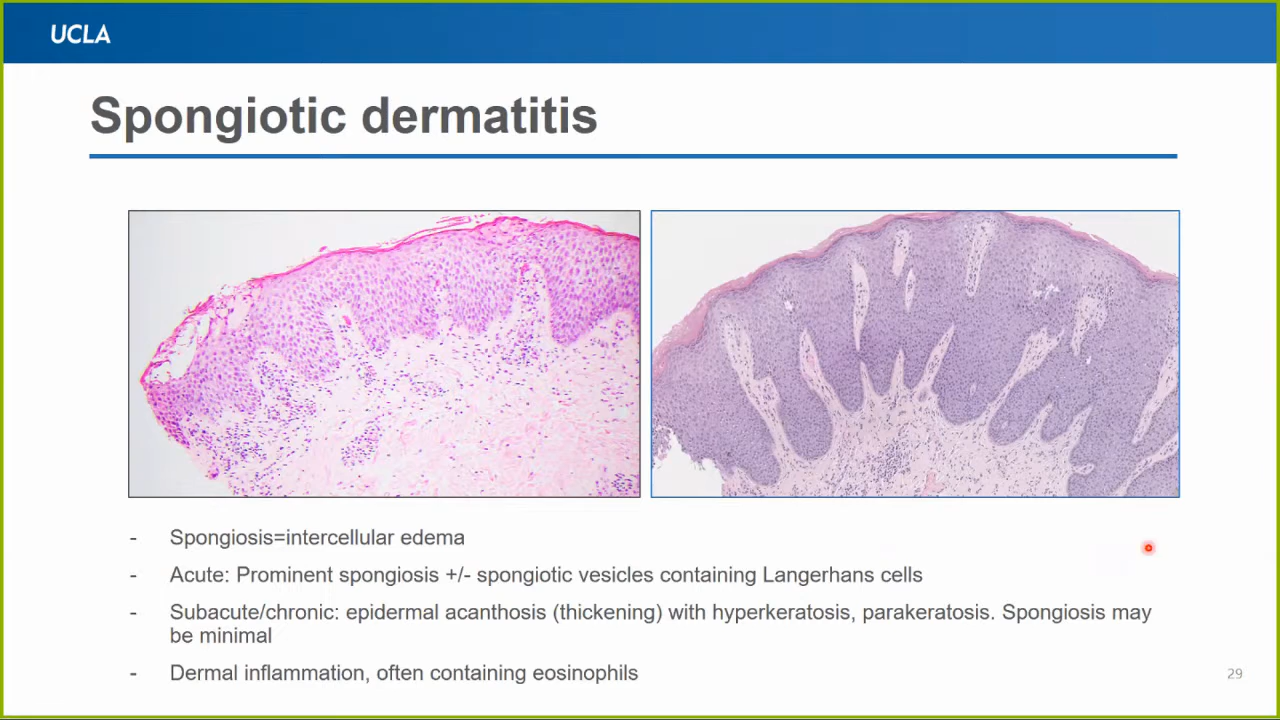 UCLA
Spongiotic dermatitis
- Spongiosis=intercellular edema
- Acute: Prominent spongiosis +/- spongiotic vesicles containing Langerhans cells
- Subacute/chronic: epidermal acanthosis (thickening) with hyperkeratosis, parakeratosis. Spongiosis may
be minimal
- Dermal inflammation, often containing eosinophils
29